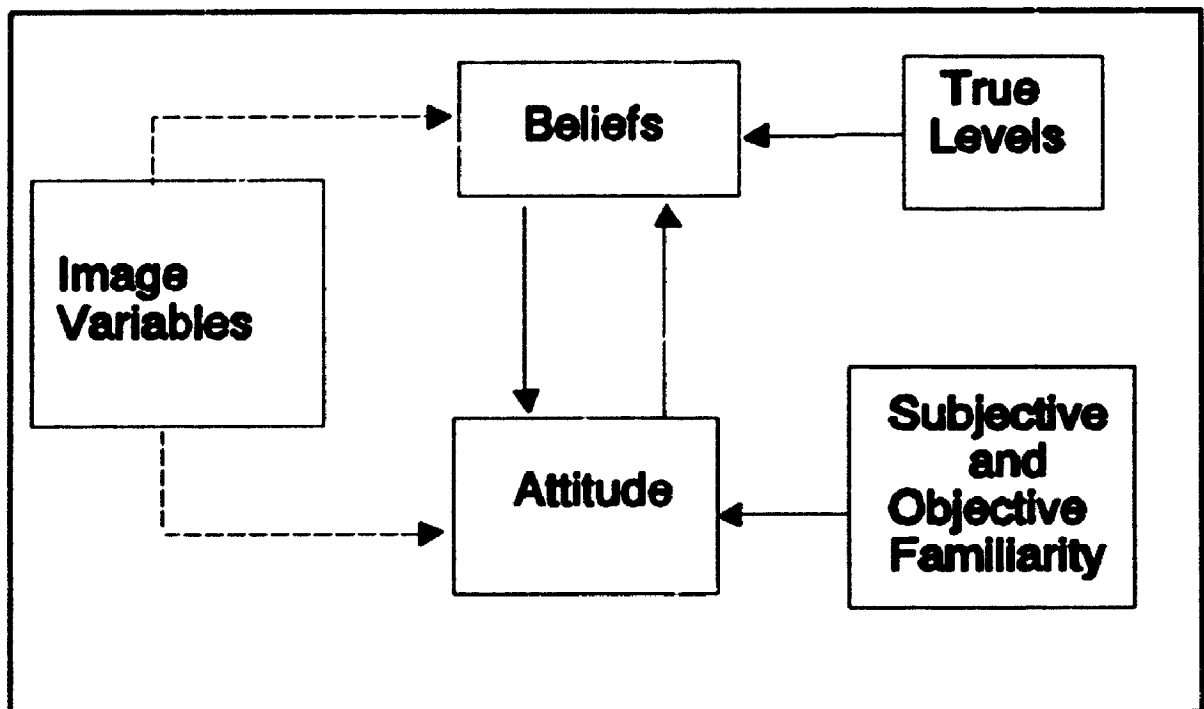 Beliefs
True
Levels
Image
Variables
Attitude
Subjective
and
Objective
Familiarity